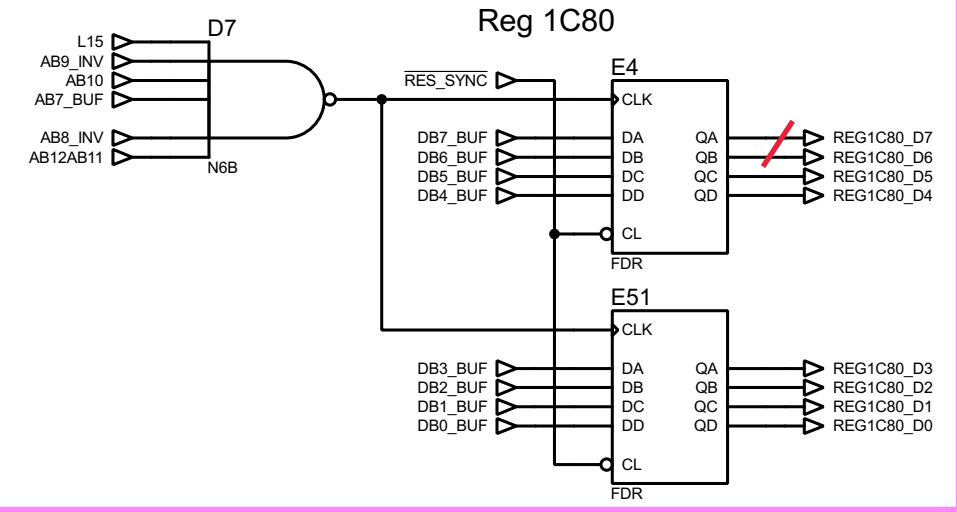 Reg 1C80
D7
L15
AB9_INV
AB10
AB7_BUF
AB8_INV
AB12AB11
N6B
RES_SYNC
E4
CLK
DB7_BUF DA QA REG1C80_D7
DB6_BUF DB QB REG1C80_D6
DB5_BUF DC QC REG1C80_D5
DB4_BUF DD QD REG1C80_D4
CL
FDR
E51
CLK
DB3_BUF DA QA REG1C80_D3
DB2_BUF DB QB REG1C80_D2
DB1_BUF DC QC REG1C80_D1
DB0_BUF DD QD REG1C80_D0
CL
FDR